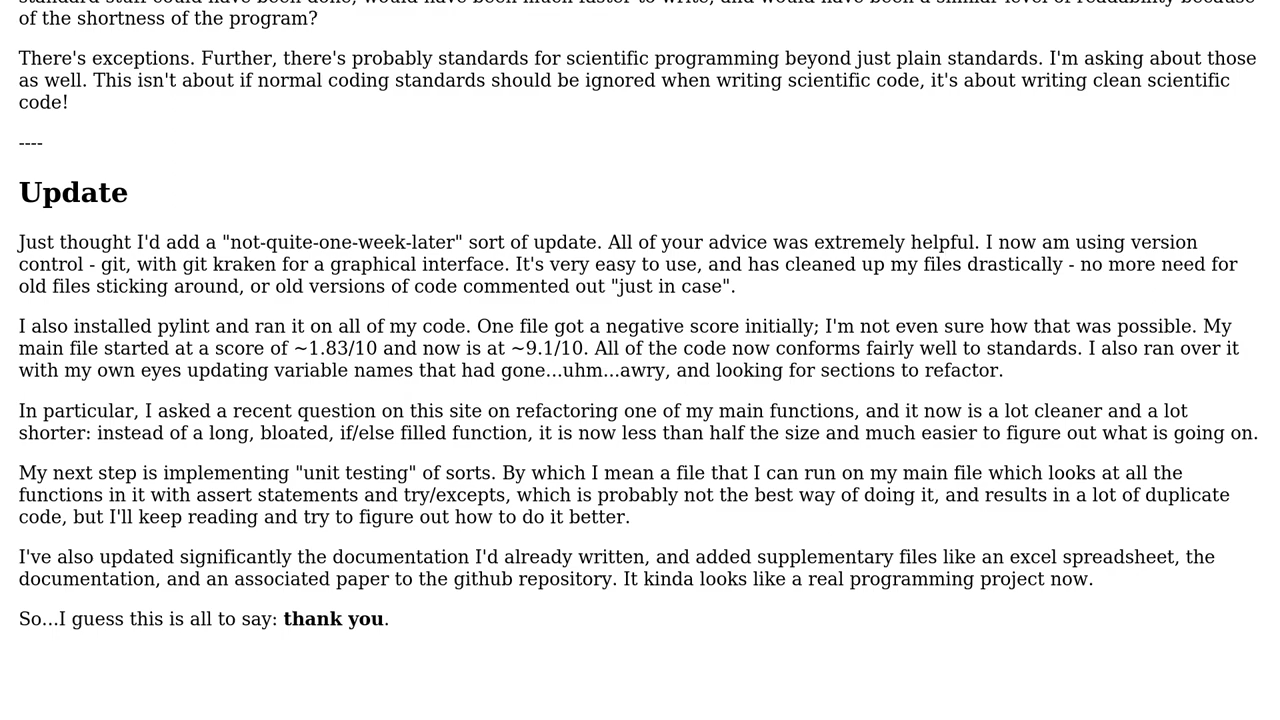 of the shortness of the program?
There's exceptions. Further, there's probably standards for scientific programming beyond just plain standards. I'm asking about those
as well. This isn't about if normal coding standards should be ignored when writing scientific code, it's about writing clean scientific
code!
----
Update
Just thought I'd add a "not-quite-one-week-later" sort of update. All of your advice was extremely helpful. I now am using version
control - git, with git kraken for a graphical interface. It's very easy to use, and has cleaned up my files drastically - no more need for
old files sticking around, or old versions of code commented out "just in case".
I also installed pylint and ran it on all of my code. One file got a negative score initially; I'm not even sure how that was possible. My
main file started at a score of ~1.83/10 and now is at ~9.1/10. All of the code now conforms fairly well to standards. I also ran over it
with my own eyes updating variable names that had gone...uhm...awry, and looking for sections to refactor.
In particular, I asked a recent question on this site on refactoring one of my main functions, and it now is a lot cleaner and a lot
shorter: instead of a long, bloated, if/else filled function, it is now less than half the size and much easier to figure out what is going on.
My next step is implementing "unit testing" of sorts. By which I mean a file that I can run on my main file which looks at all the
functions in it with assert statements and try/excepts, which is probably not the best way of doing it, and results in a lot of duplicate
code, but I'll keep reading and try to figure out how to do it better.
I've also updated significantly the documentation I'd already written, and added supplementary files like an excel spreadsheet, the
documentation, and an associated paper to the github repository. It kinda looks like a real programming project now.
So...I guess this is all to say: thank you.